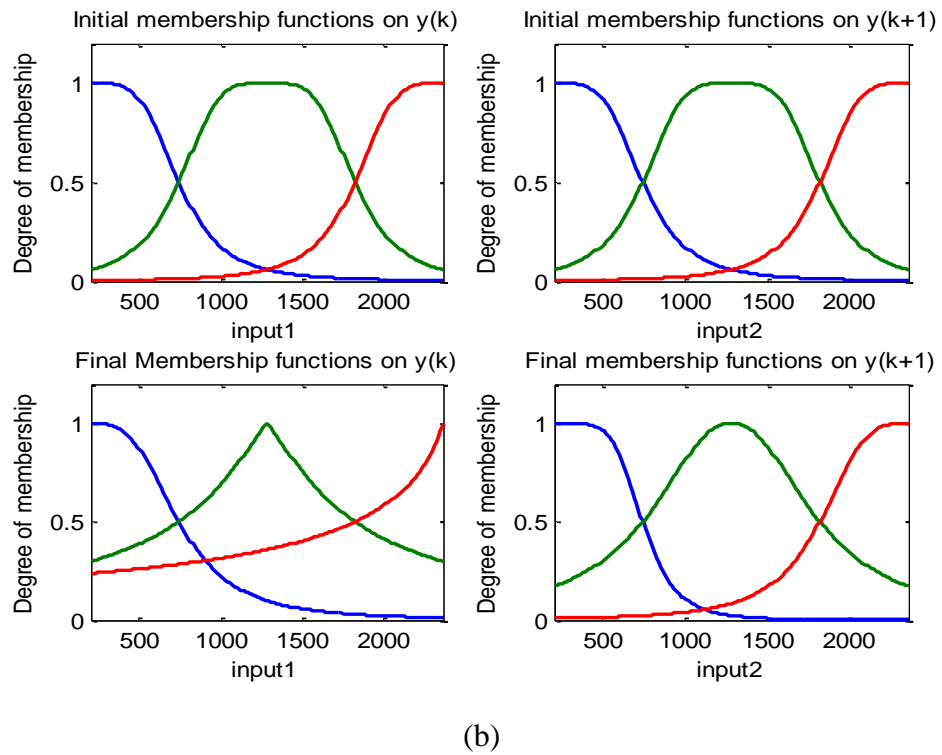 Initial membership functions on y(k)
Initial membership functions on y(k+1)
Degree of membership
1
0.5
0
500 1000 1500 2000
input1
Degree of membership
1
0.5
0
500 1000 1500 2000
input2
Final Membership functions on y(k)
Final membership functions on y(k+1)
Degree of membership
1
0.5
0
500 1000 1500 2000
input1
Degree of membership
1
0.5
0
500 1000 1500 2000
input2
(b)